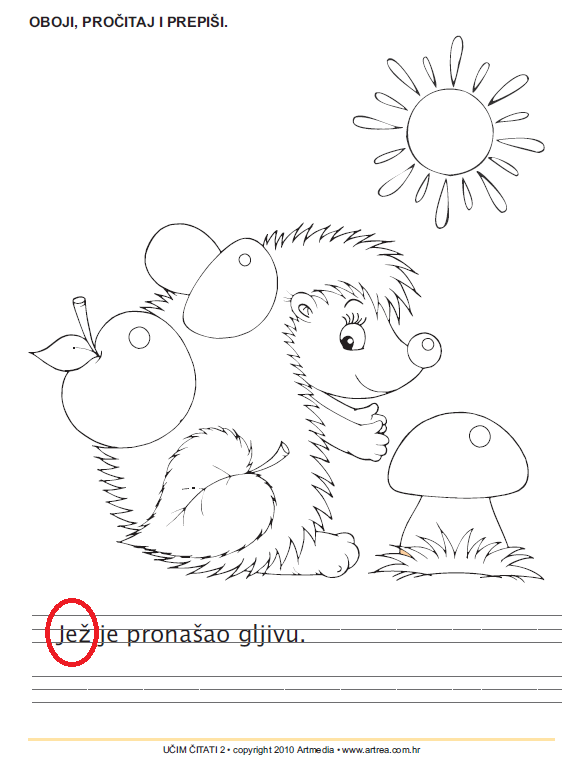 OBOJI, PROČITAJ I PREPIŠI.
Jež je pronašao gljivu.
UČIM ČITATI 2 • copyright 2010 Artmedia • www.artrea.com.hr